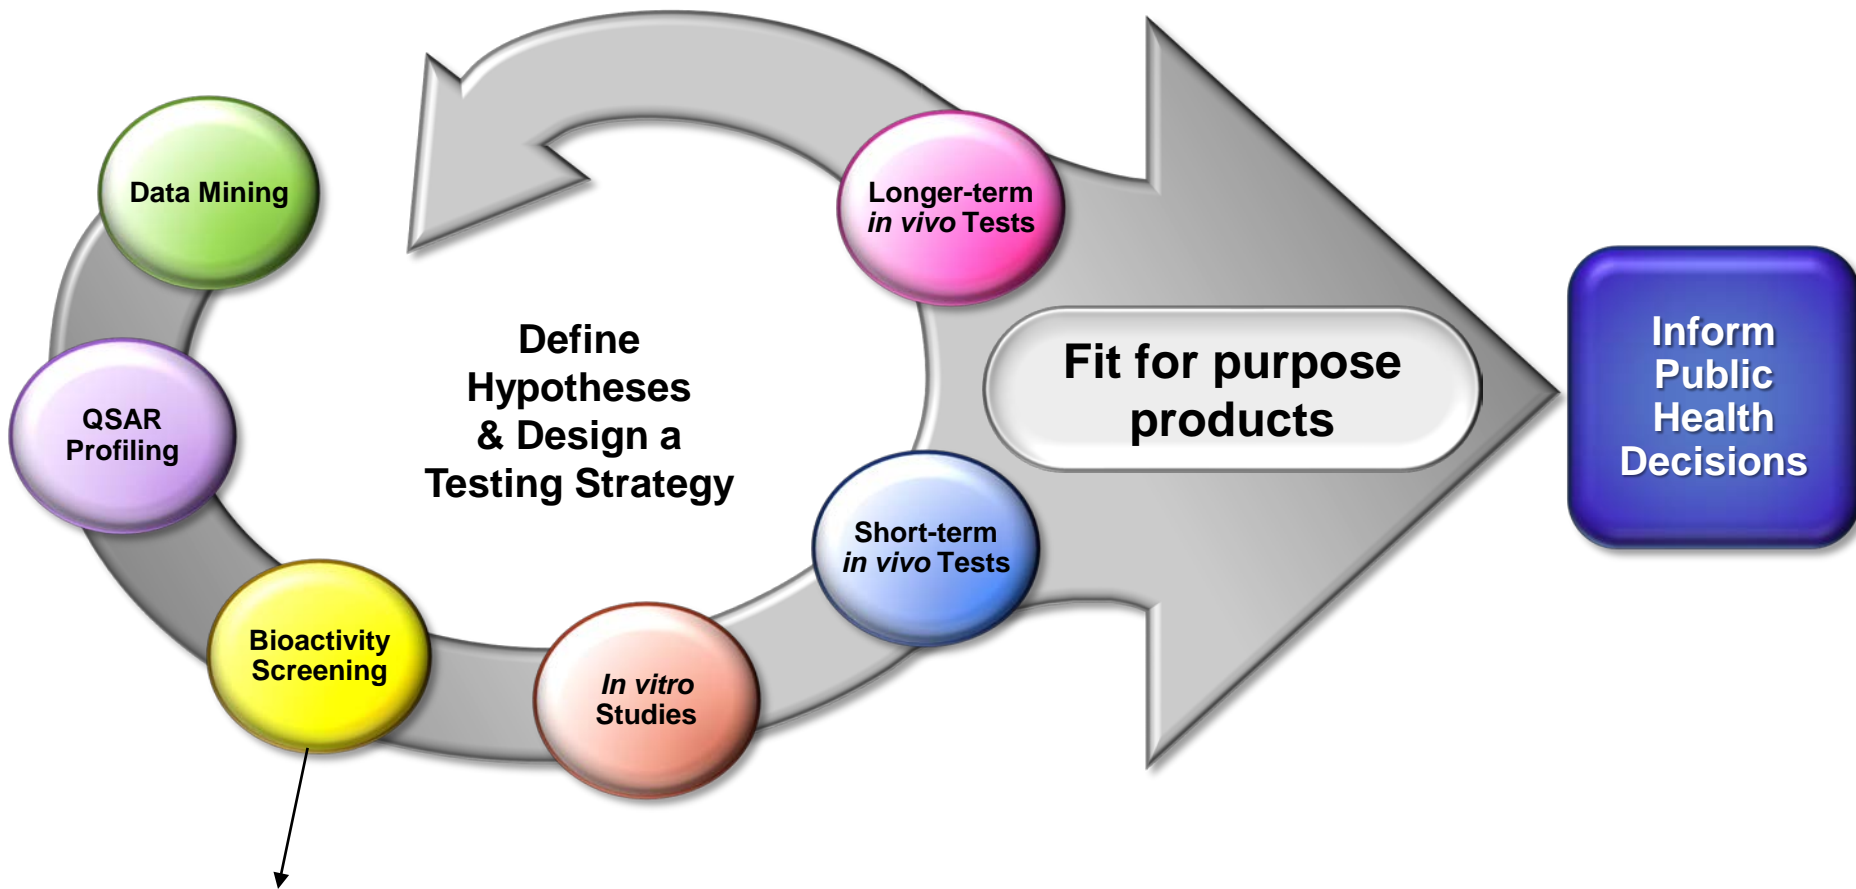 Data Mining
QSAR
Profiling
Bioactivity
Screening
In vitro
Studies
Short-term
in vivo Tests
Longer-term
in vivo Tests
Define
Hypotheses
& Design a
Testing Strategy
Fit for purpose
products
Inform
Public
Health
Decisions